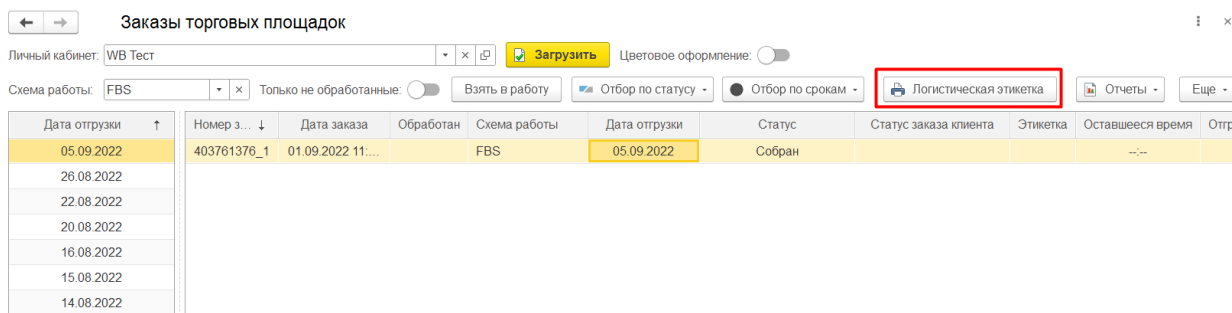 Заказы торговых площадок
Личный кабинет: WB Тест Загрузить Цветовое оформление:
Схема работы: FBS Только не обработанные: Взять в работу Отбор по статусу Отбор по срокам Логистическая этикетка Отчеты Еще
Дата отгрузки ↑ Номер з... ↓ Дата заказа Обработан Схема работы Дата отгрузки Статус Статус заказа клиента Этикетка Оставшееся время Отгр
05.09.2022 403761376_1 01.09.2022 11:... FBS 05.09.2022 Собран --:--
26.08.2022
22.08.2022
20.08.2022
16.08.2022
15.08.2022
14.08.2022